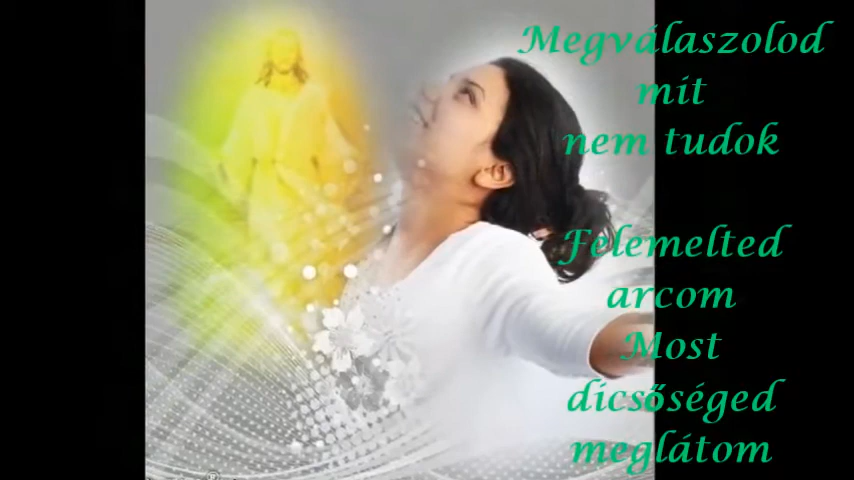 Megválaszolod
mit
nem tudok
Felemelted
arcom
Most
dicsőséged
meglátom